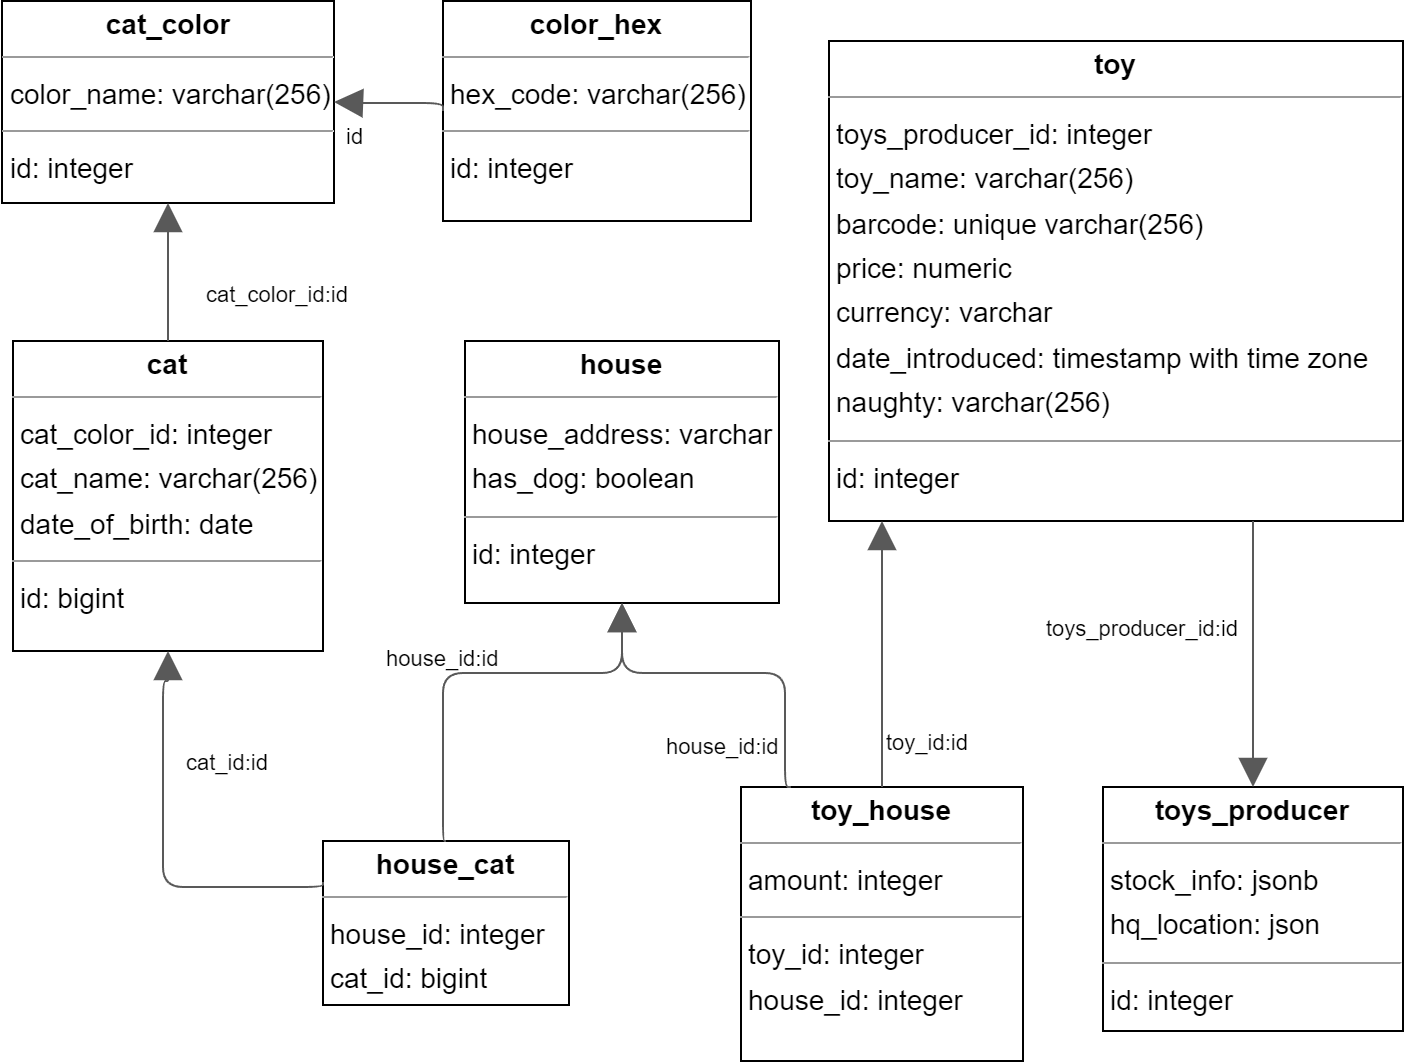 cat_color
color_name: varchar(256)
id: integer
color_hex
hex_code: varchar(256)
id: integer
id
toy
toys_producer_id: integer
toy_name: varchar(256)
barcode: unique varchar(256)
price: numeric
currency: varchar
date_introduced: timestamp with time zone
naughty: varchar(256)
id: integer
cat_color_id:id
cat
cat_color_id: integer
cat_name: varchar(256)
date_of_birth: date
id: bigint
house
house_address: varchar
has_dog: boolean
id: integer
toys_producer_id:id
house_id:id
cat_id:id
house_id:id
toy_id:id
house_cat
house_id: integer
cat_id: bigint
toy_house
amount: integer
toy_id: integer
house_id: integer
toys_producer
stock_info: jsonb
hq_location: json
id: integer